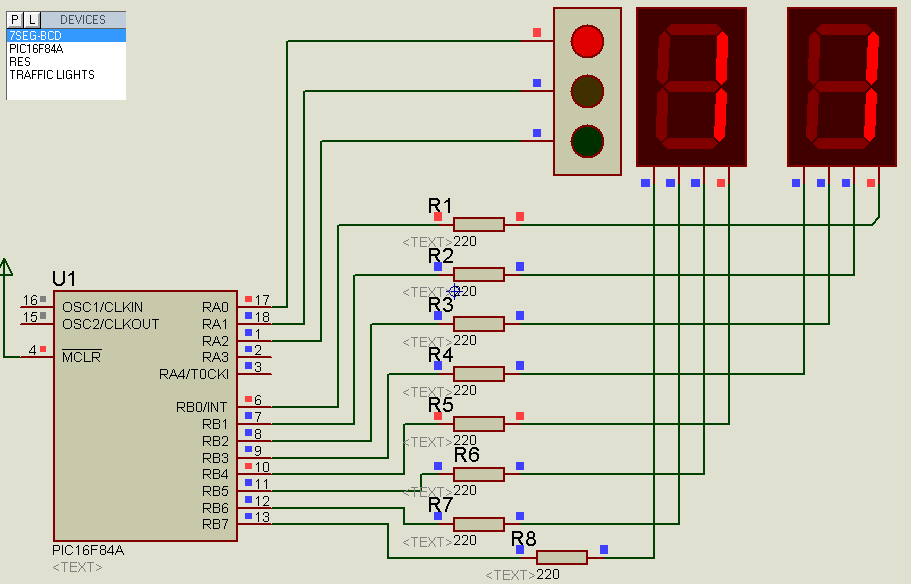 P L DEVICES
7SEG-BCD
PIC16F84A
RES
TRAFFIC LIGHTS
R1
<TEXT> 220
R2
<TEXT> 220
R3
<TEXT> 220
R4
<TEXT> 220
R5
<TEXT> 220
R6
<TEXT> 220
R7
<TEXT> 220
R8
<TEXT> 220
U1
16 OSC1/CLKIN RA0 17
15 OSC2/CLKOUT RA1 18
RA2 1
4 MCLR RA3 2
RA4/T0CKI 3
RB0/INT 6
RB1 7
RB2 8
RB3 9
RB4 10
RB5 11
RB6 12
RB7 13
PIC16F84A
<TEXT>
1 1